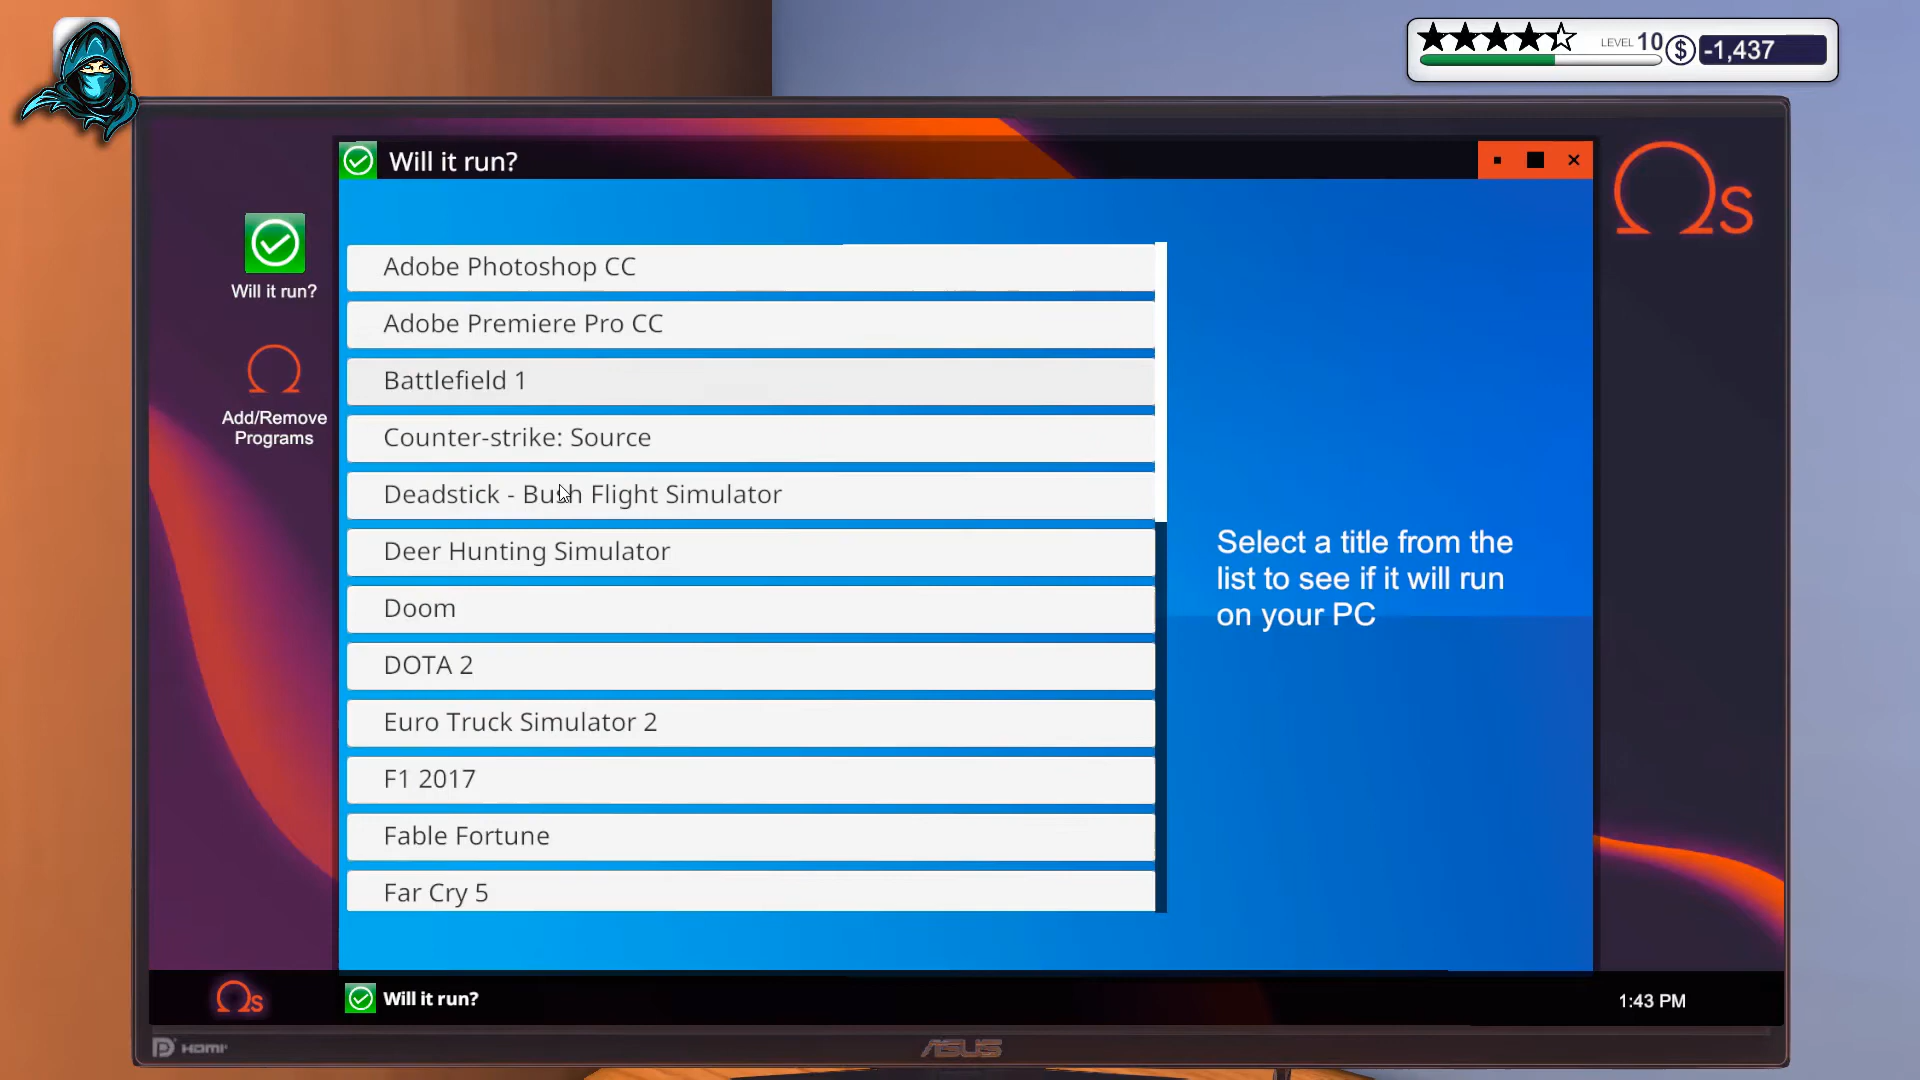 LEVEL 10
$ -1,437
Will it run?
Ωs
Will it run?
Add/Remove
Programs
Adobe Photoshop CC
Adobe Premiere Pro CC
Battlefield 1
Counter-strike: Source
Deadstick - Bush Flight Simulator
Deer Hunting Simulator
Doom
DOTA 2
Euro Truck Simulator 2
F1 2017
Fable Fortune
Far Cry 5
Select a title from the
list to see if it will run
on your PC
Ωs
Will it run?
1:43 PM
HDMI
ASUS